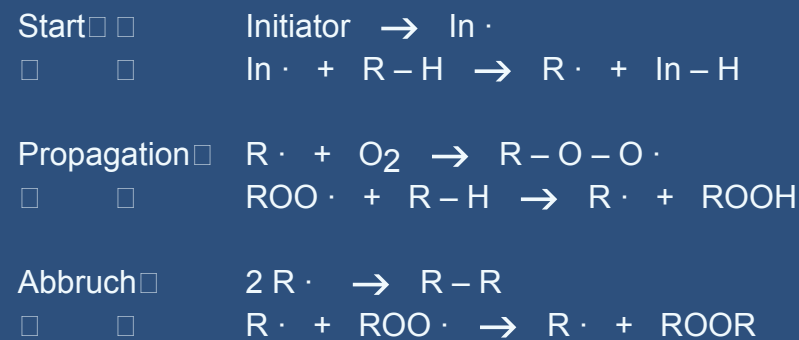 Start Initiator → In ·
In · + R – H → R · + In – H
Propagation R · + O2 → R – O – O ·
ROO · + R – H → R · + ROOH
Abbruch 2 R · → R – R
R · + ROO · → R · + ROOR